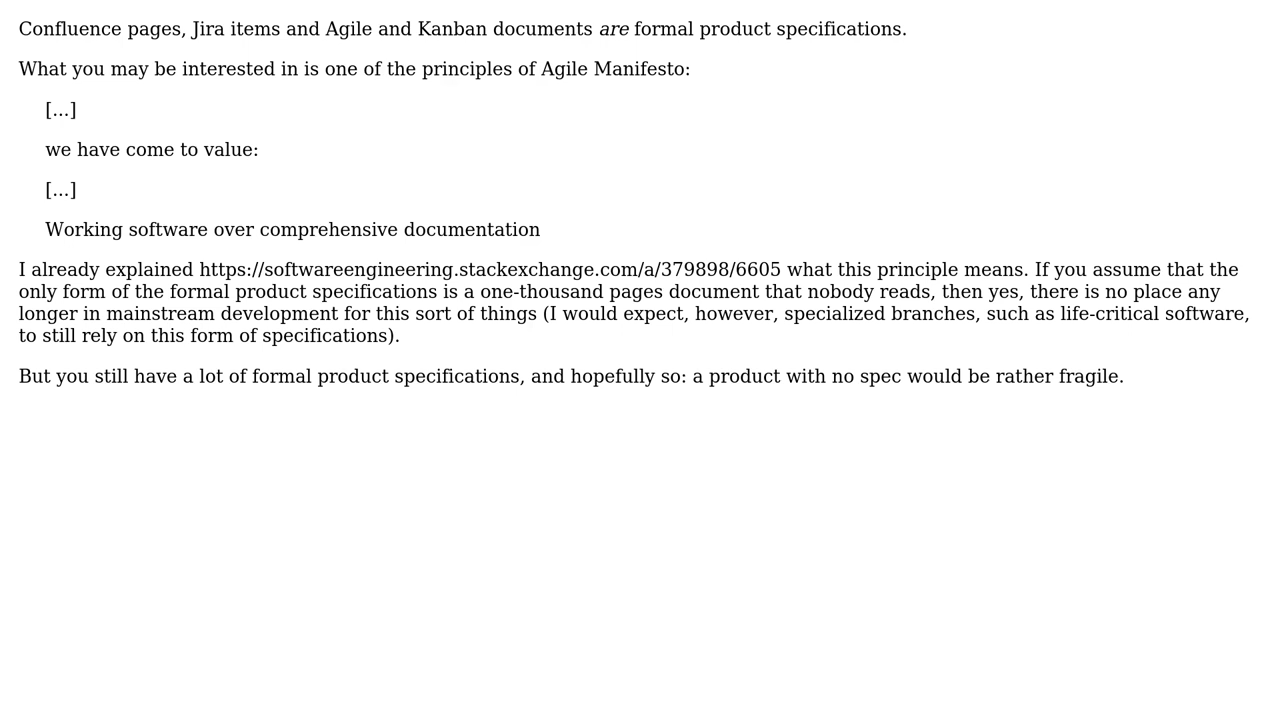 Confluence pages, Jira items and Agile and Kanban documents are formal product specifications.
What you may be interested in is one of the principles of Agile Manifesto:
[...]
we have come to value:
[...]
Working software over comprehensive documentation
I already explained https://softwareengineering.stackexchange.com/a/379898/6605 what this principle means. If you assume that the
only form of the formal product specifications is a one-thousand pages document that nobody reads, then yes, there is no place any
longer in mainstream development for this sort of things (I would expect, however, specialized branches, such as life-critical software,
to still rely on this form of specifications).
But you still have a lot of formal product specifications, and hopefully so: a product with no spec would be rather fragile.